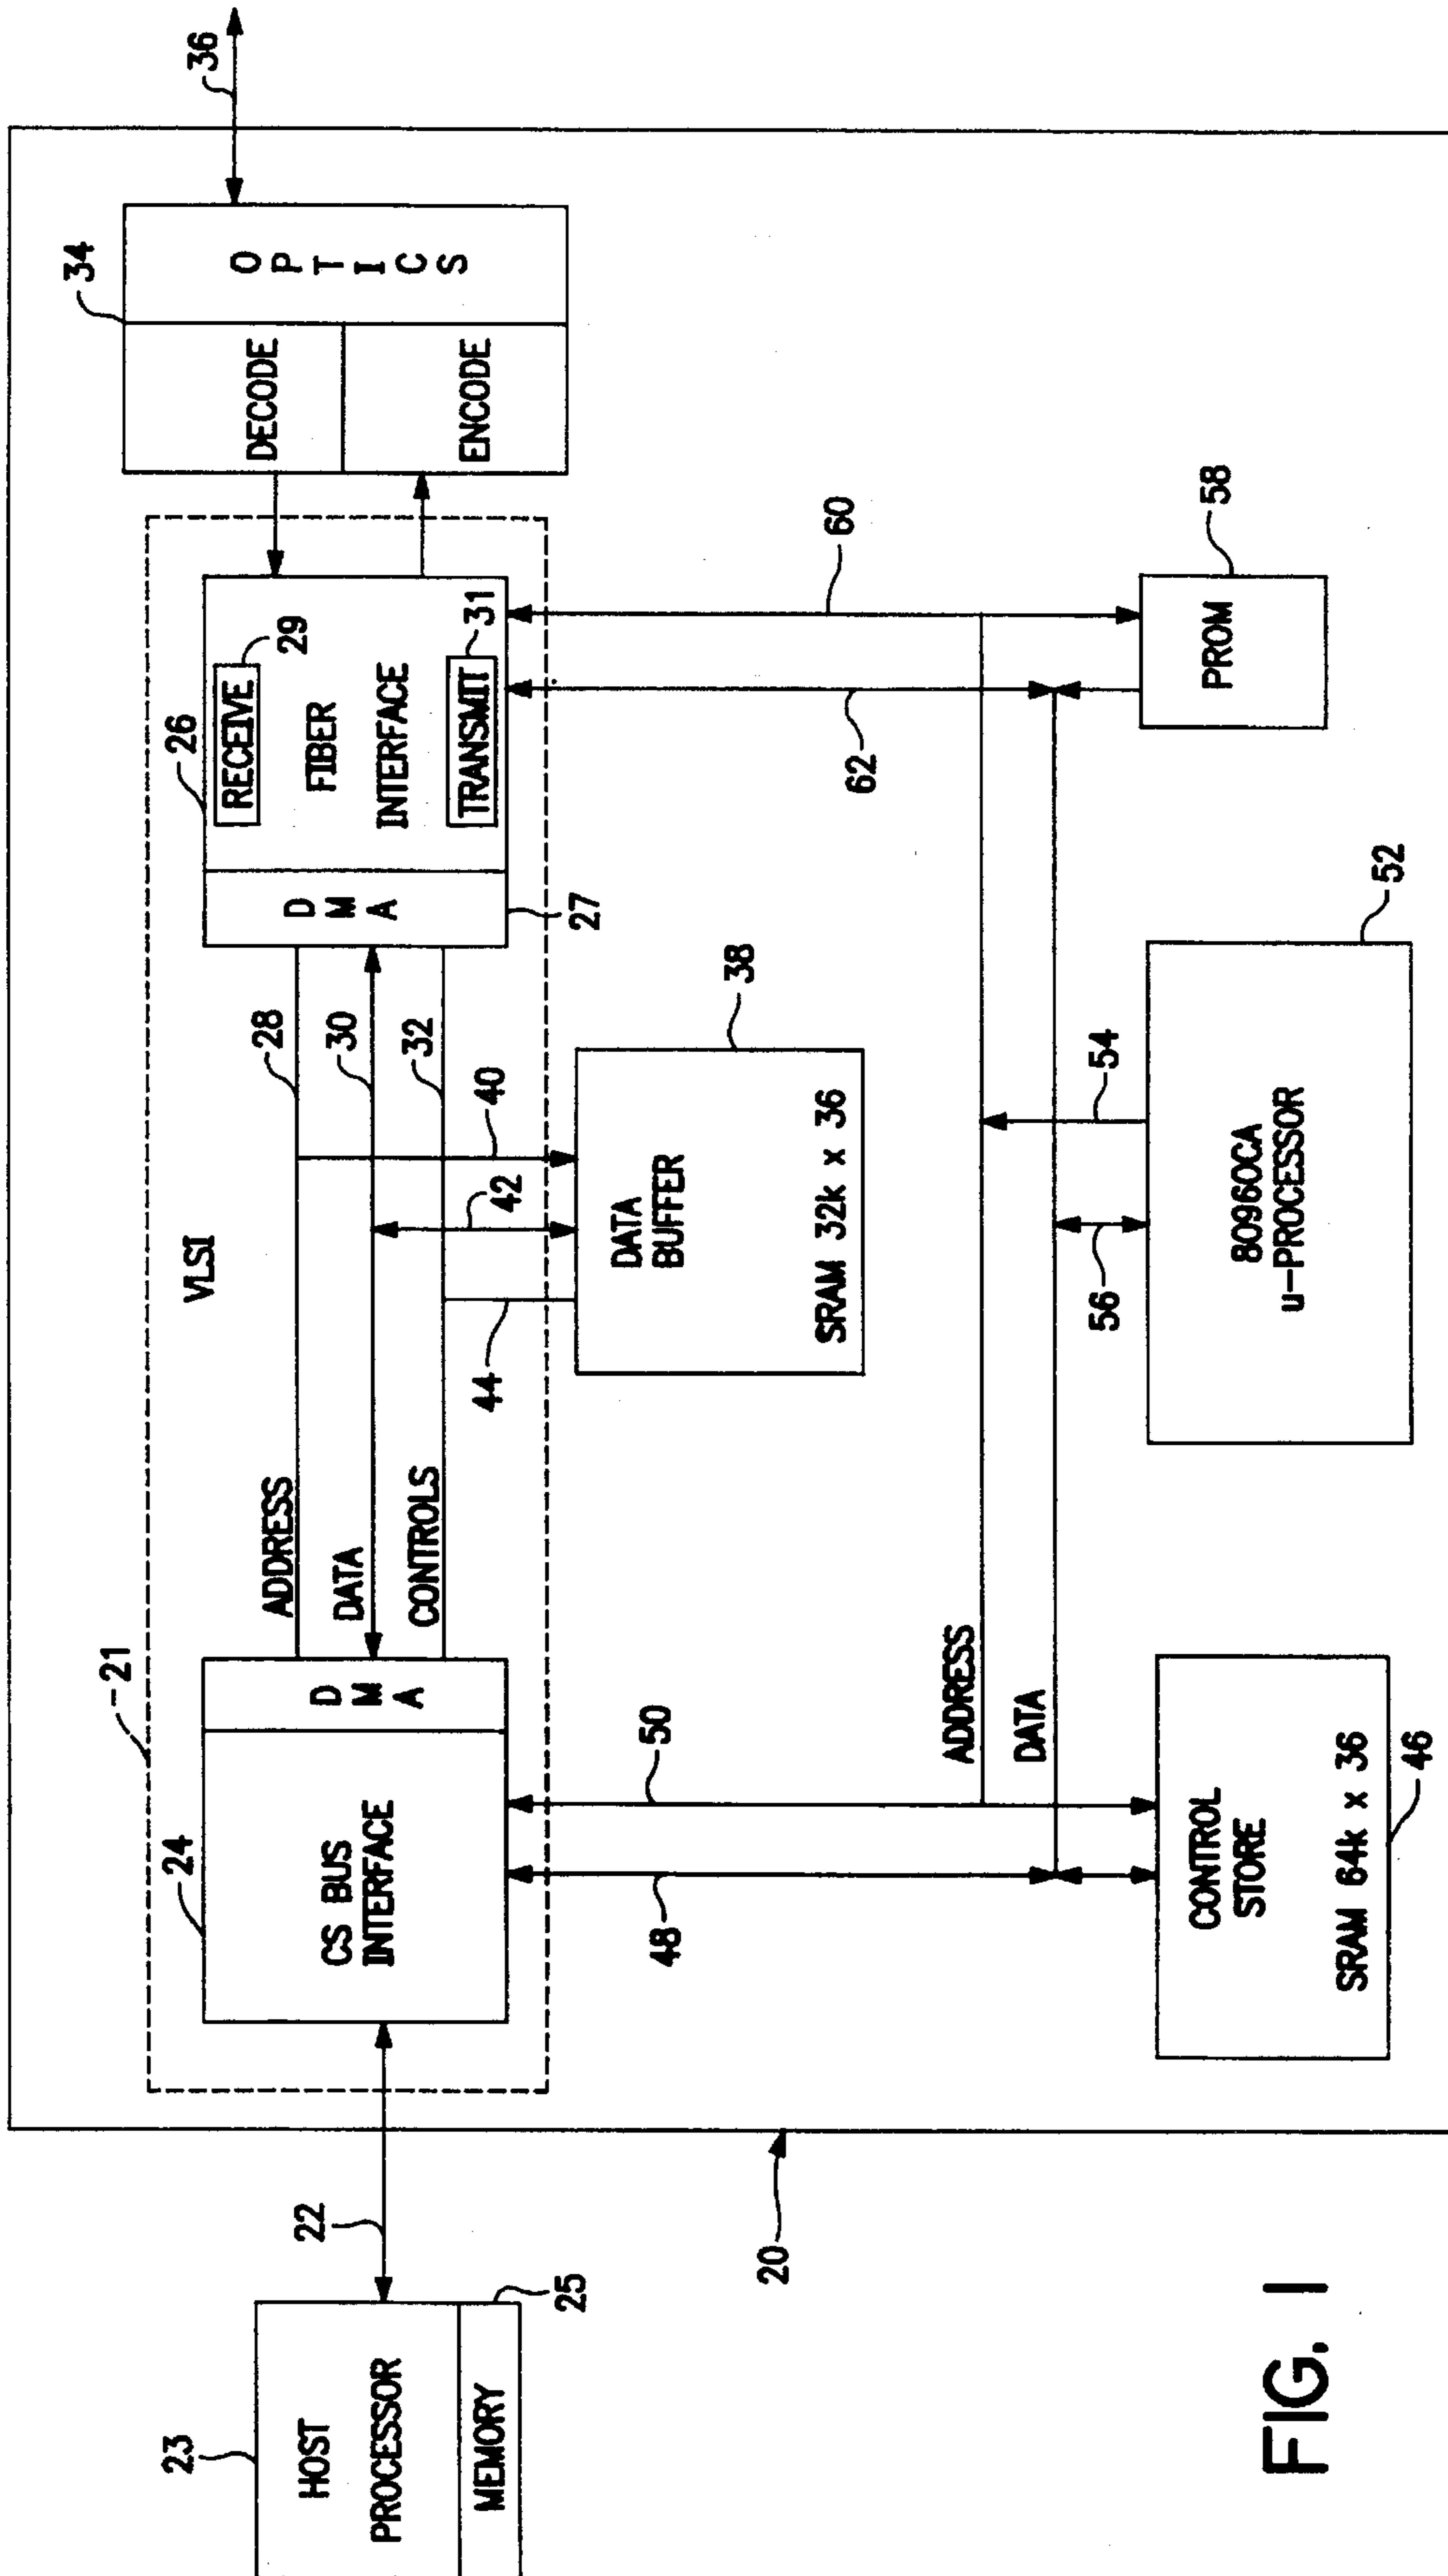 36
34
OPTICS
DECODE
ENCODE
VLSI
21
26
RECEIVE
29
FIBER
INTERFACE
TRANSMIT
31
DMA
27
28
30
32
ADDRESS
DATA
CONTROLS
DMA
24
CS BUS
INTERFACE
22
23
HOST
PROCESSOR
MEMORY
25
20
40
42
44
38
DATA
BUFFER
SRAM 32k x 36
48
50
60
62
58
PROM
ADDRESS
DATA
54
56
52
80960CA
u-PROCESSOR
CONTROL
STORE
SRAM 64k x 36
46
FIG. 1